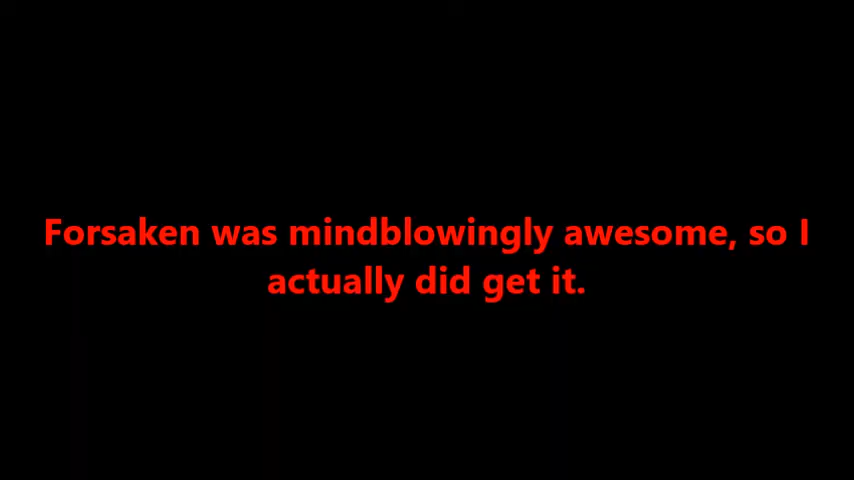 Forsaken was mindblowingly awesome, so I
actually did get it.